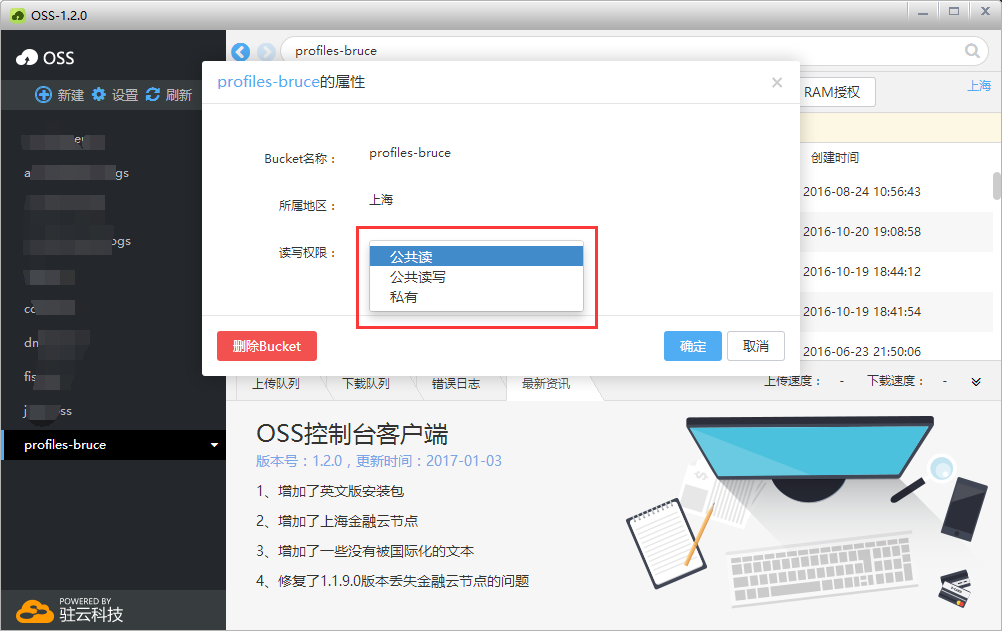 OSS-1.2.0
OSS
profiles-bruce
新建 设置 刷新
profiles-bruce的属性
RAM授权
上海
创建时间
Bucket名称： profiles-bruce
所属地区： 上海
读写权限：
公共读
公共读写
私有
2016-08-24 10:56:43
2016-10-20 19:08:58
2016-10-19 18:44:12
2016-10-19 18:41:54
2016-06-23 21:50:06
删除Bucket
确定
取消
profiles-bruce
上传队列 下载队列 错误日志 最新资讯
上传速度： - 下载速度： -
OSS控制台客户端
版本号：1.2.0，更新时间：2017-01-03
1、增加了英文版安装包
2、增加了上海金融云节点
3、增加了一些没有被国际化的文本
4、修复了1.1.9.0版本丢失金融云节点的问题
POWERED BY
驻云科技